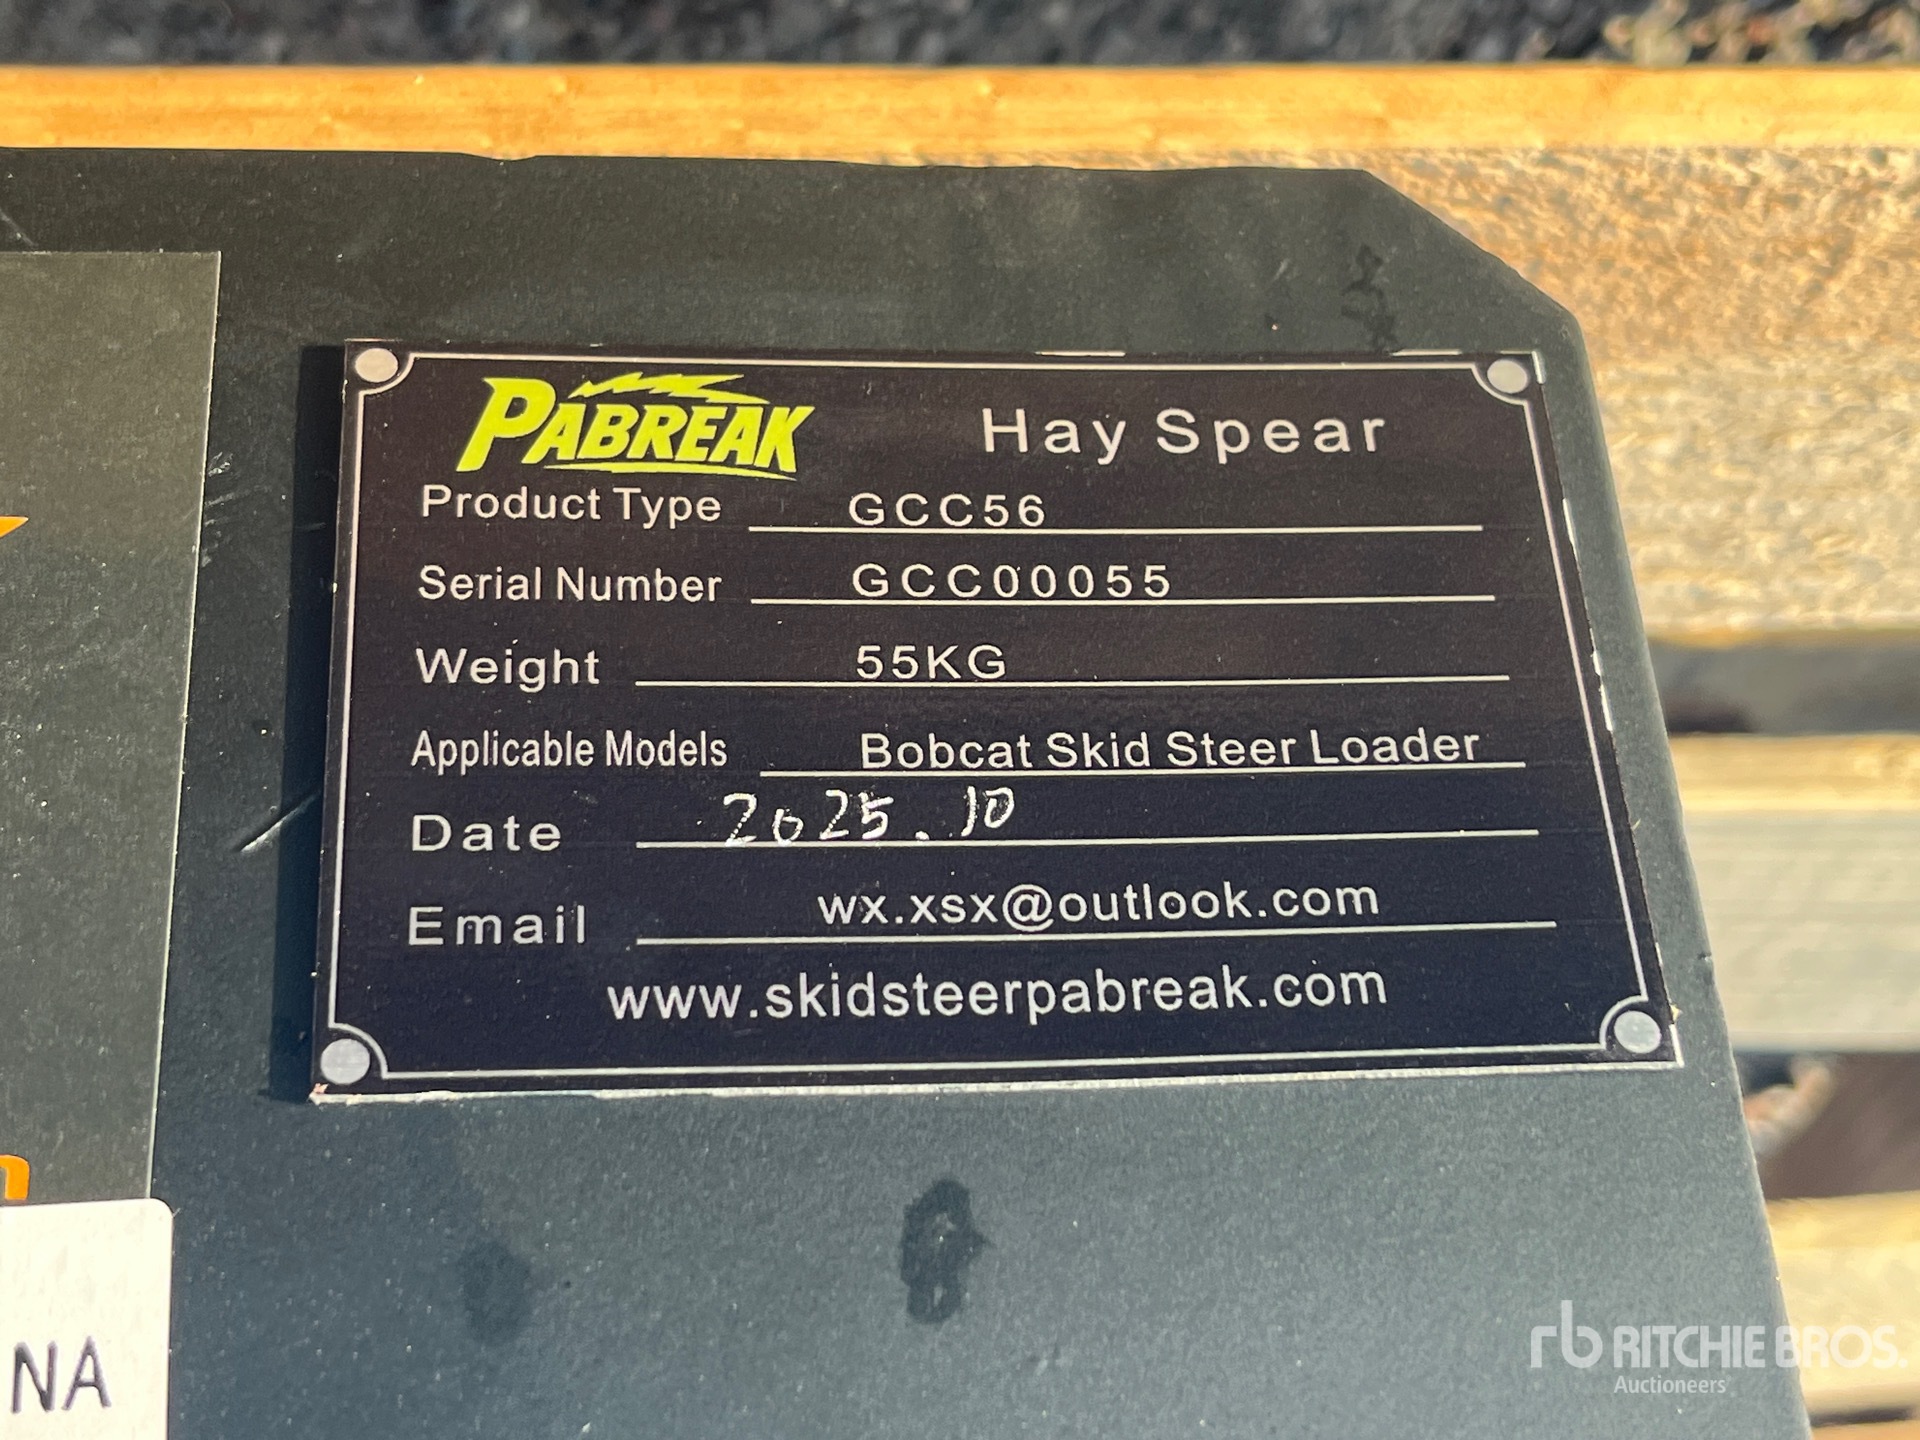 PABREAK Hay Spear
Product Type GCC56
Serial Number GCC00055
Weight 55KG
Applicable Models Bobcat Skid Steer Loader
Date 2025.10
Email wx.xsx@outlook.com
www.skidsteerpabreak.com
n
NA
rb RITCHIE BROS.
Auctioneers